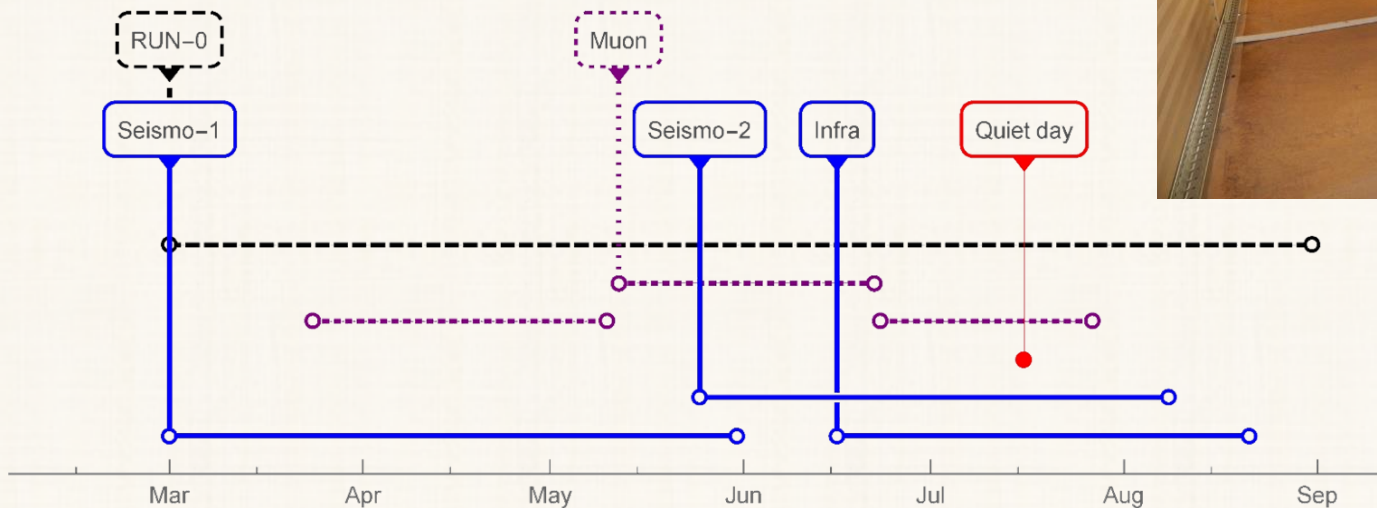 RUN–0
Muon
Seismo–1
Seismo–2
Infra
Quiet day
Mar
Apr
May
Jun
Jul
Aug
Sep